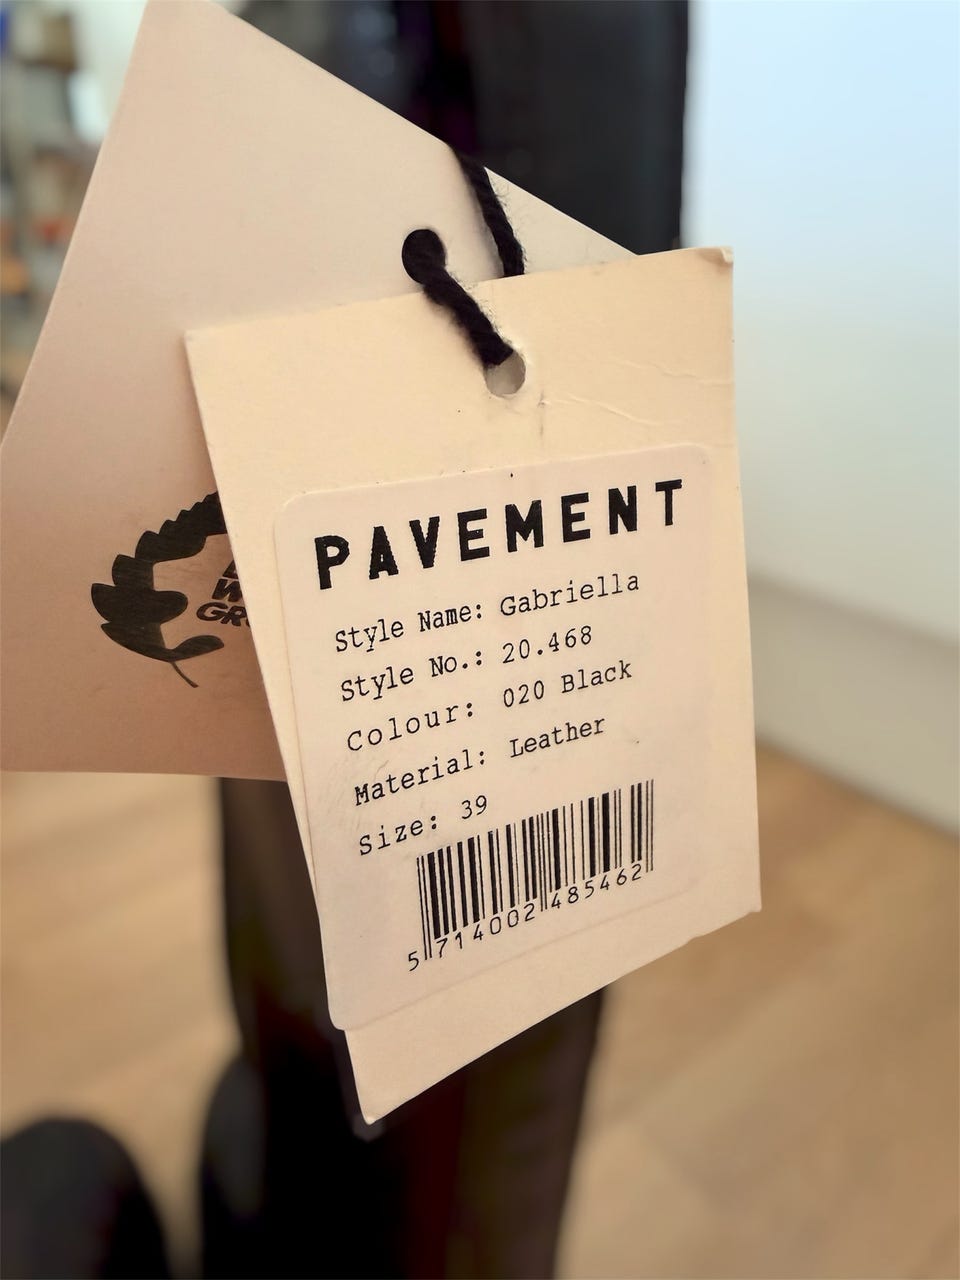 PAVEMENT
Style Name: Gabriella
Style No.: 20.468
Colour: 020 Black
Material: Leather
Size: 39
5 714002 485462